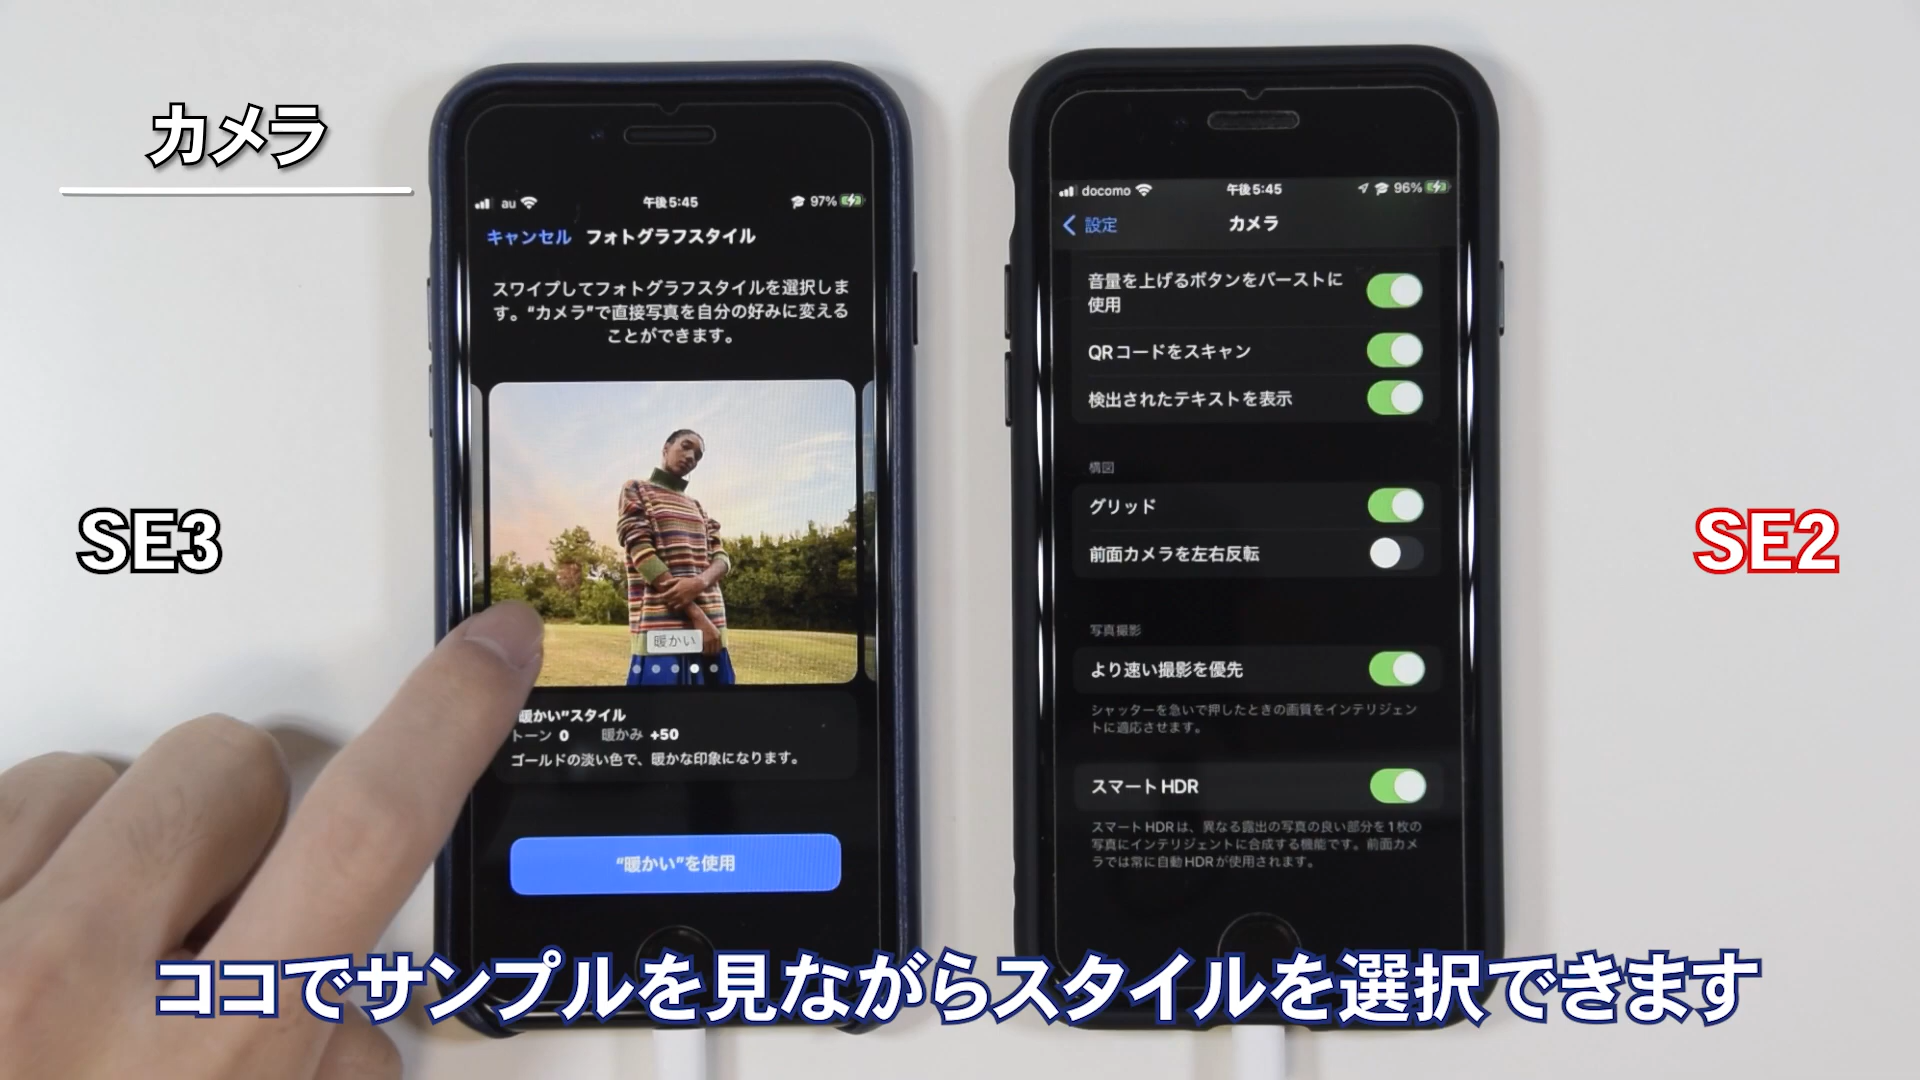 カメラ
SE3
au
午後5:45
97%
キャンセル
フォトグラフスタイル
スワイプしてフォトグラフスタイルを選択しま
す。“カメラ”で直接写真を自分の好みに変える
ことができます。
暖かい
暖かい”スタイル
トーン 0 暖かみ +50
ゴールドの淡い色で、暖かな印象になります。
“暖かい”を使用
docomo
午後5:45
96%
設定
カメラ
音量を上げるボタンをバーストに
使用
QRコードをスキャン
検出されたテキストを表示
構図
グリッド
前面カメラを左右反転
写真撮影
より速い撮影を優先
シャッターを急いで押したときの画質をインテリジェン
トに適応させます。
スマートHDR
スマートHDRは、異なる露出の写真の良い部分を1枚の
写真にインテリジェントに合成する機能です。前面カメ
ラでは常に自動HDRが使用されます。
SE2
ココでサンプルを見ながらスタイルを選択できます